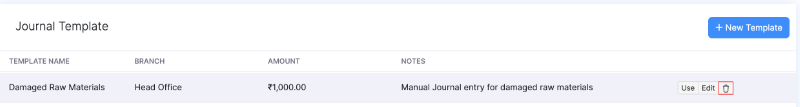 Journal Template
+ New Template
TEMPLATE NAME BRANCH AMOUNT NOTES
Damaged Raw Materials Head Office ₹1,000.00 Manual Journal entry for damaged raw materials Use Edit